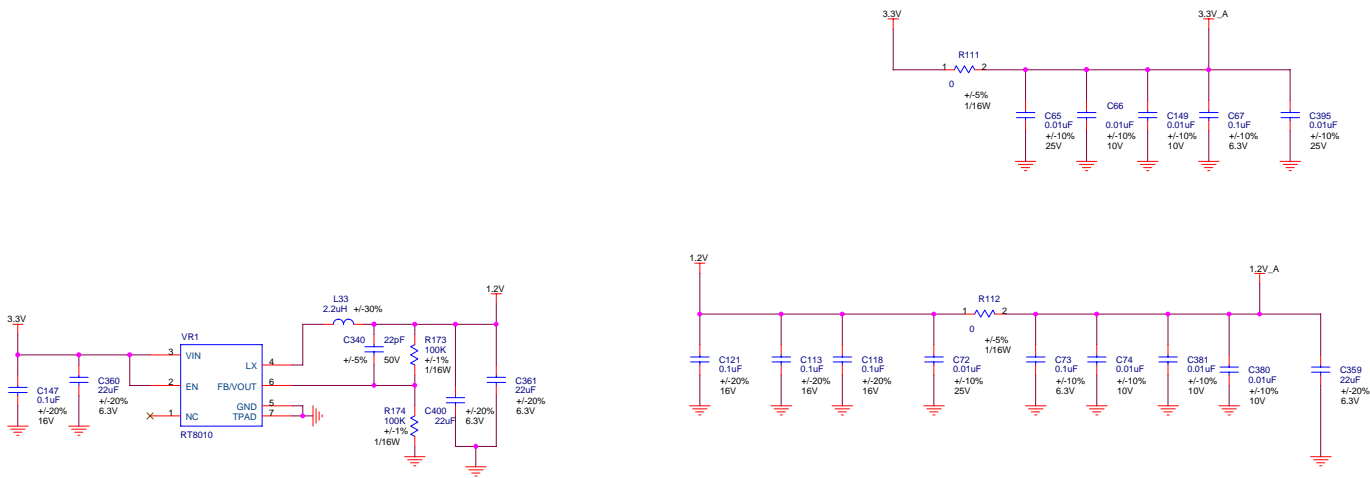 3.3V
3.3V_A
R111
1
2
0
+/-5%
1/16W
C65
0.01uF
+/-10%
25V
C66
0.01uF
+/-10%
10V
C149
0.01uF
+/-10%
10V
C67
0.1uF
+/-10%
6.3V
C395
0.01uF
+/-10%
25V
3.3V
C147
0.1uF
+/-20%
16V
C360
22uF
+/-20%
6.3V
VR1
3
VIN
2
EN
1
NC
LX
4
FB/VOUT
6
GND
5
TPAD
7
RT8010
L33
2.2uH +/-30%
1.2V
C340
22pF
+/-5%
50V
R173
100K
+/-1%
1/16W
R174
100K
+/-1%
1/16W
C400
22uF
+/-20%
6.3V
C361
22uF
+/-20%
6.3V
1.2V
1.2V_A
R112
1
2
0
+/-5%
1/16W
C121
0.1uF
+/-20%
16V
C113
0.1uF
+/-20%
16V
C118
0.1uF
+/-20%
16V
C72
0.01uF
+/-10%
25V
C73
0.1uF
+/-10%
6.3V
C74
0.01uF
+/-10%
10V
C381
0.01uF
+/-10%
10V
C380
0.01uF
+/-10%
10V
C359
22uF
+/-20%
6.3V